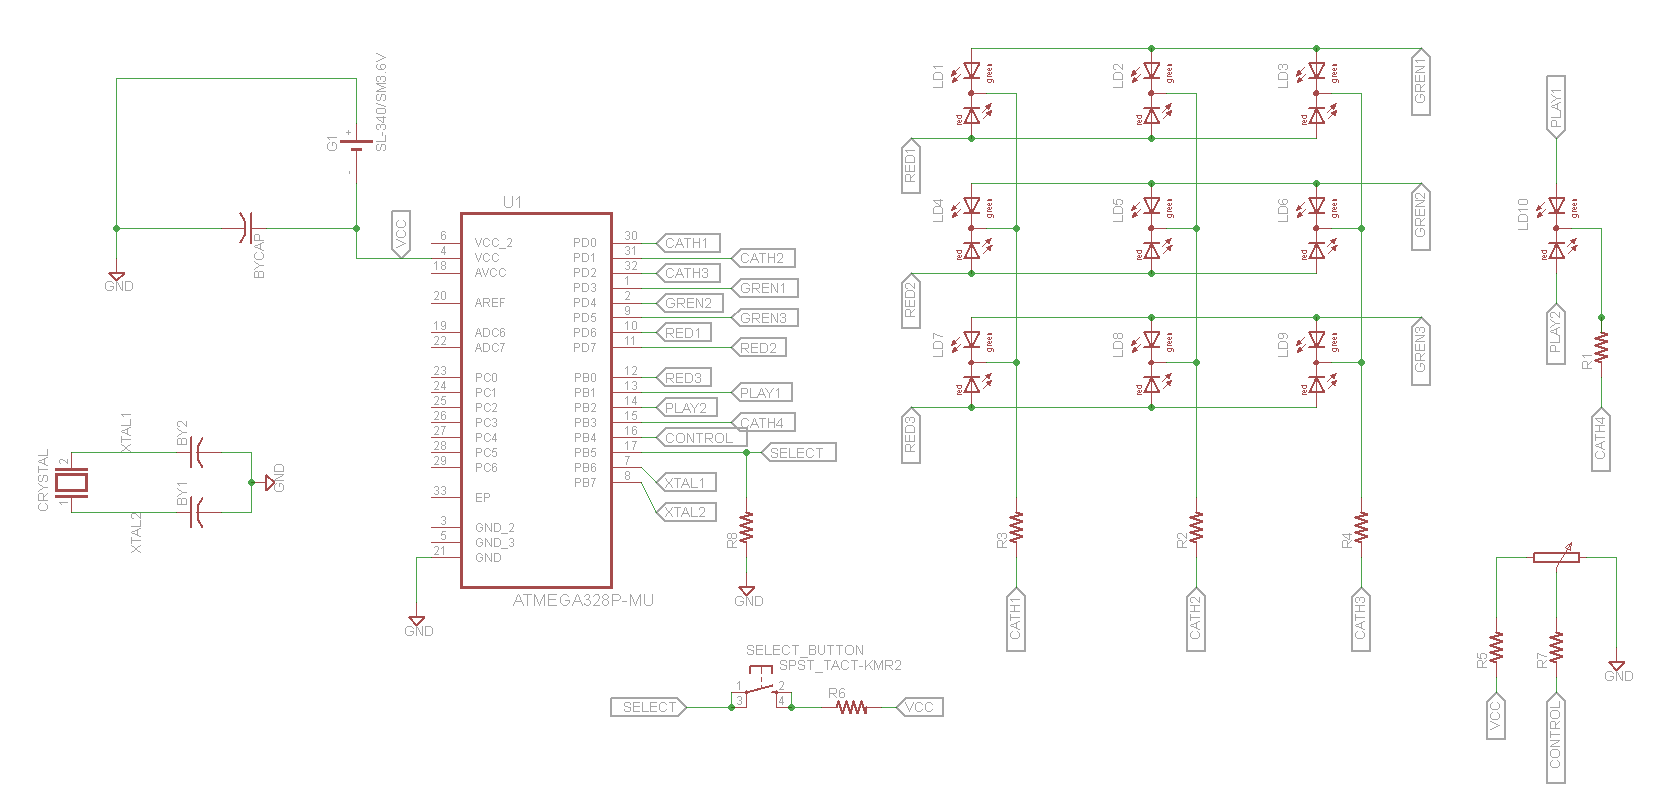 SL-340/SM3.6V
G1
+
-
BYCAP
GND
VCC
U1
6 VCC_2 PD0 30 CATH1
4 VCC PD1 31 CATH2
18 AVCC PD2 32 CATH3
PD3 1 GREN1
20 AREF PD4 2 GREN2
PD5 9 GREN3
19 ADC6 PD6 10 RED1
22 ADC7 PD7 11 RED2
23 PC0 PB0 12 RED3
24 PC1 PB1 13 PLAY1
25 PC2 PB2 14 PLAY2
26 PC3 PB3 15 CATH4
27 PC4 PB4 16 CONTROL
28 PC5 PB5 17 SELECT
29 PC6 PB6 7 XTAL1
PB7 8 XTAL2
33 EP
3 GND_2
5 GND_3
21 GND
ATMEGA328P-MU
GND
R8
GND
CRYSTAL
2
1
XTAL1
XTAL2
BY2
BY1
GND
LD1 green red
LD2 green red
LD3 green red
GREN1
RED1
LD4 green red
LD5 green red
LD6 green red
GREN2
RED2
LD7 green red
LD8 green red
LD9 green red
GREN3
RED3
R3
R2
R4
CATH1
CATH2
CATH3
PLAY1
LD10 green red
PLAY2
R1
CATH4
R5
R7
GND
VCC
CONTROL
SELECT_BUTTON
SPST_TACT-KMR2
1 2
3 4
SELECT
R6
VCC